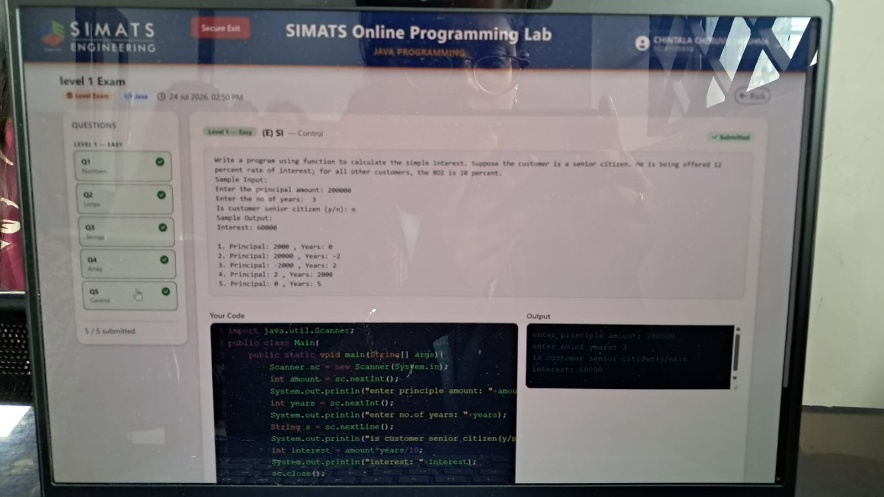 SIMATS
ENGINEERING
Secure Exit
SIMATS Online Programming Lab
JAVA PROGRAMMING
CHINTALA
level 1 Exam
Level Exam
Java
24 Jul 2026, 02:50 PM
Back
QUESTIONS
LEVEL 1 — EASY
Q1
Numbers
Q2
Loops
Q3
Strings
Q4
Array
Q5
Control
5 / 5 submitted
Level 1 — Easy
(E) SI — Control
Submitted
Write a program using function to calculate the simple interest. Suppose the customer is a senior citizen. He is being offered 12
percent rate of interest; for all other customers, the ROI is 10 percent.
Sample Input:
Enter the principal amount: 200000
Enter the no of years: 3
Is customer senior citizen (y/n): n
Sample Output:
Interest: 60000
1. Principal: 2000 , Years: 0
2. Principal: 20000 , Years: -2
3. Principal: -2000 , Years: 2
4. Principal: 2 , Years: 2000
5. Principal: 0 , Years: 5
Your Code
1 import java.util.Scanner;
2 public class Main{
3 public static void main(String[] args){
Scanner sc = new Scanner(System.in);
int amount = sc.nextInt();
System.out.println("enter principle amount: "+amou
int years = sc.nextInt();
System.out.println("enter no.of years: "+years);
String s = sc.nextLine();
System.out.println("is customer senior citizen(y/n
int interest = amount*years/10;
System.out.println("interest: "+interest);
sc.close();
Output
enter principle amount: 200000
enter no.of years: 3
is customer senior citizen(y/n):n
interest: 60000